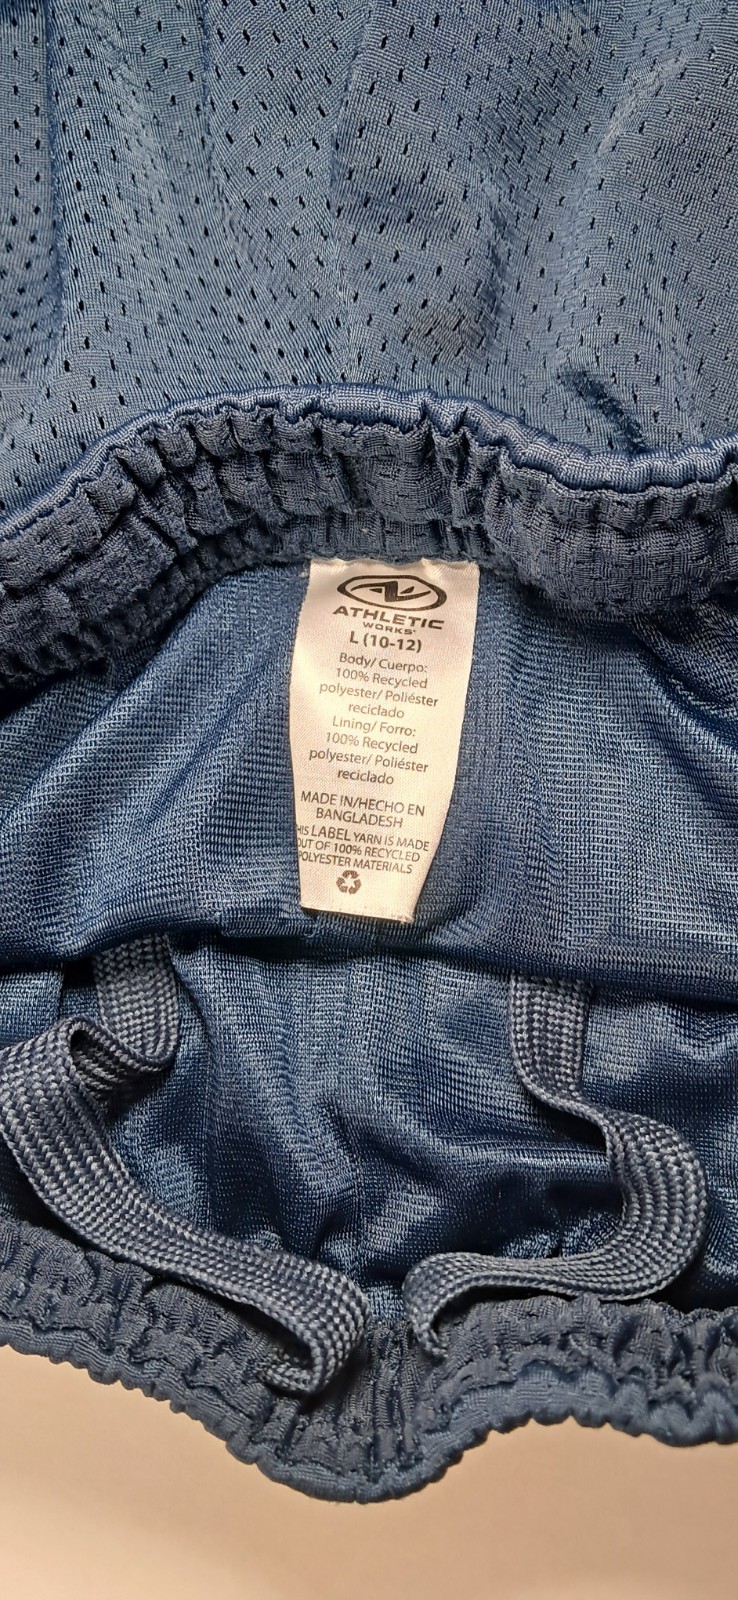 ATHLETIC
WORKS®
L (10-12)
Body/ Cuerpo:
100% Recycled
polyester/ Poliéster
reciclado
Lining/ Forro:
100% Recycled
polyester/ Poliéster
reciclado
MADE IN/HECHO EN
BANGLADESH
HIS LABEL YARN IS MADE
OUT OF 100% RECYCLED
POLYESTER MATERIALS